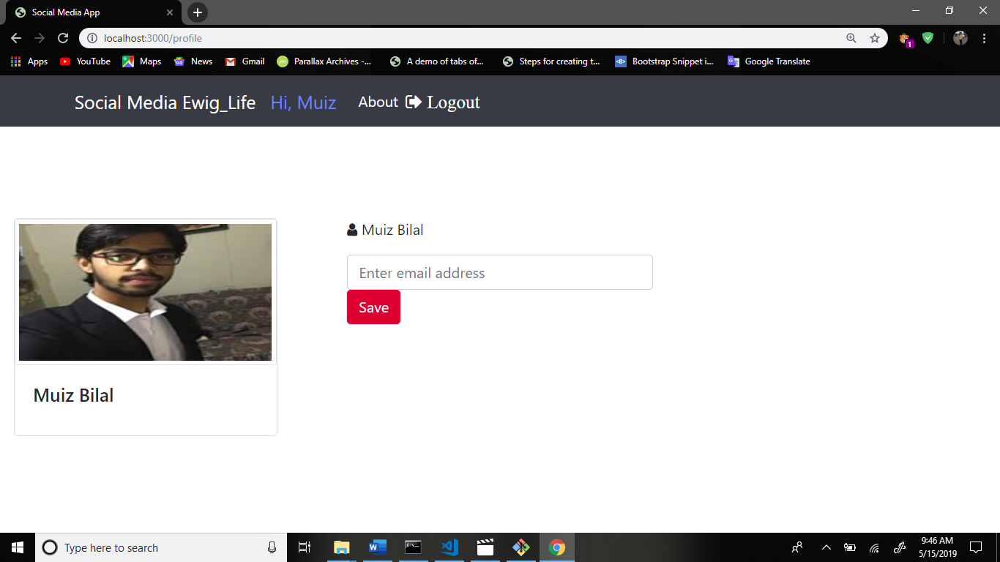 Social Media App
localhost:3000/profile
1
Apps YouTube Maps News Gmail Parallax Archives -... A demo of tabs of... Steps for creating t... <B> Bootstrap Snippet i... Google Translate
Social Media Ewig_Life Hi, Muiz About Logout
Muiz Bilal
Enter email address
Save
Muiz Bilal
Type here to search
9:46 AM
5/15/2019